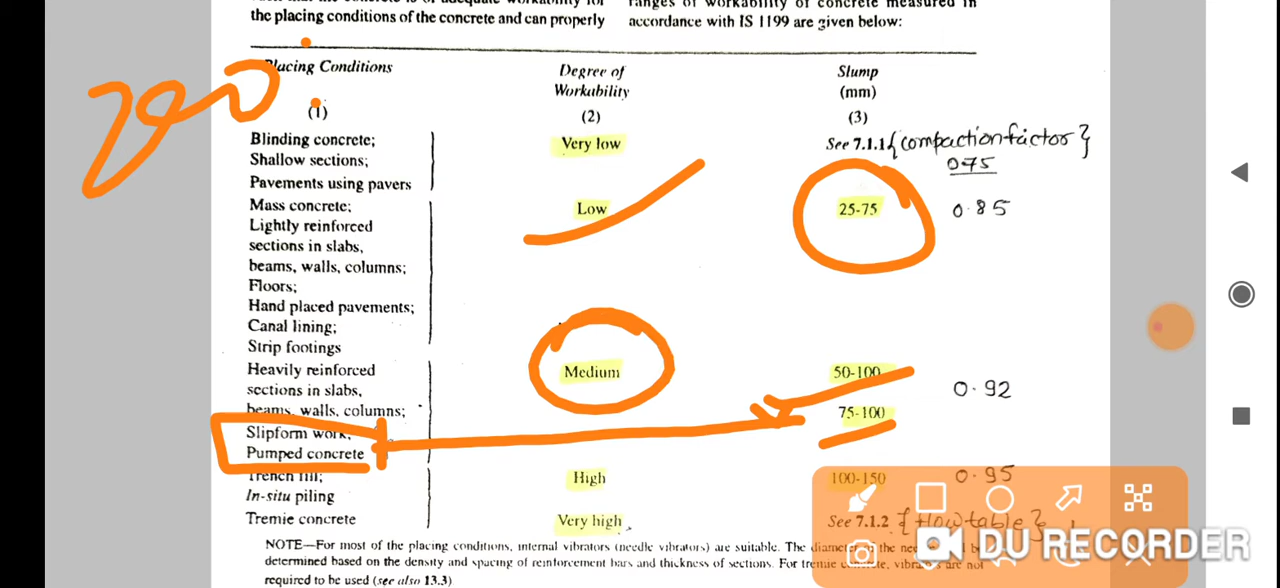 the placing conditions of the concrete and can properly
ranges of workability of concrete measured in
accordance with IS 1199 are given below:
Placing Conditions Degree of Workability Slump (mm)
(1) (2) (3)
zero
Blinding concrete; Very low See 7.1.1 {compaction factor}
Shallow sections; 0.75
Pavements using pavers
Mass concrete; Low 25-75 0.85
Lightly reinforced
sections in slabs,
beams, walls, columns;
Floors;
Hand placed pavements;
Canal lining;
Strip footings
Heavily reinforced Medium 50-100
sections in slabs, 0.92
beams, walls, columns; 75-100
Slipform work;
Pumped concrete
Trench fill; High 100-150 0.95
In-situ piling
Tremie concrete Very high See 7.1.2 {flow table}
NOTE—For most of the placing conditions, internal vibrators (needle vibrators) are suitable. The diameter of the
determined based on the density and spacing of reinforcement bars and thickness of sections. For tremie concrete, vibrators are not
required to be used (see also 13.3)
DU RECORDER